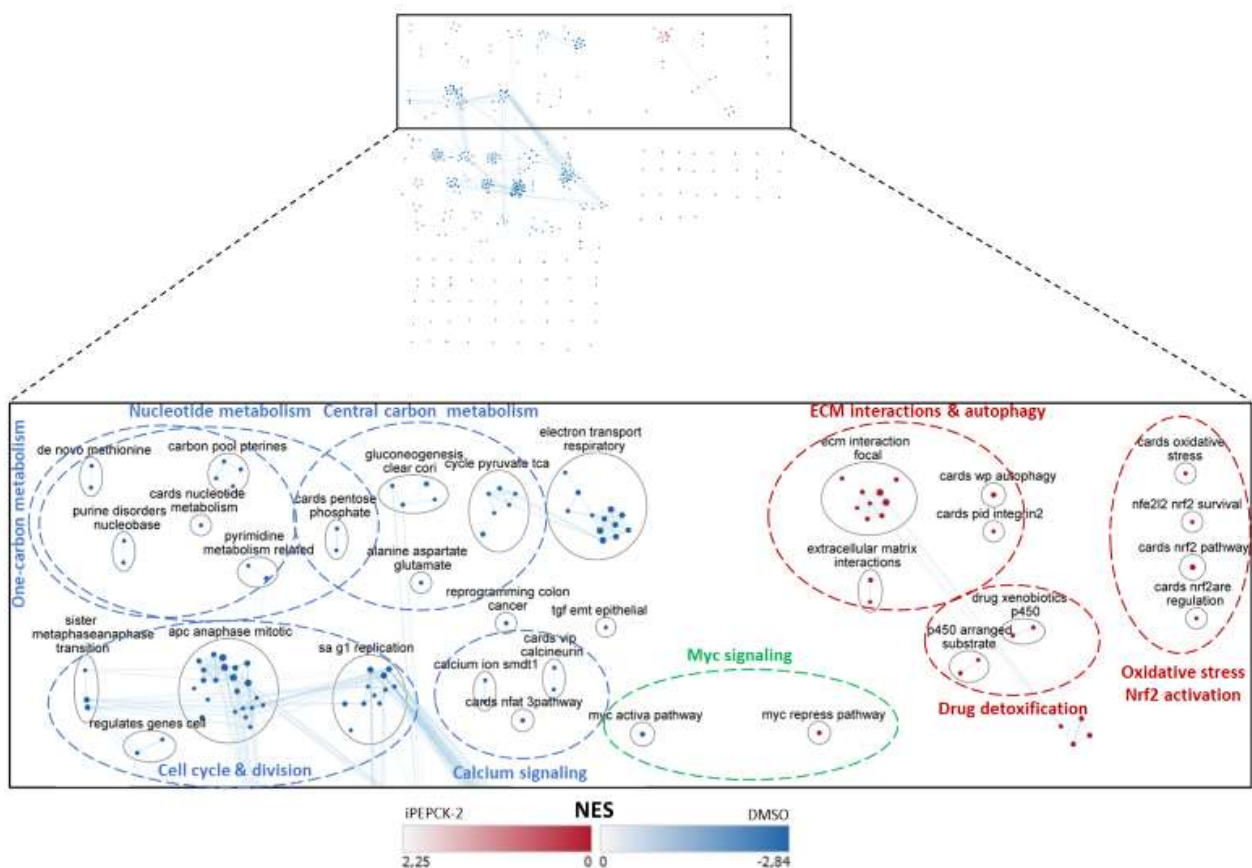 Nucleotide metabolism
Central carbon metabolism
ECM interactions & autophagy
One-carbon metabolism
de novo methionine
carbon pool pterines
cards nucleotide
metabolism
purine disorders
nucleobase
pyrimidine
metabolism related
cards pentose
phosphate
gluconeogenesis
clear cori
cycle pyruvate tca
alanine aspartate
glutamate
electron transport
respiratory
ecm interaction
focal
cards wp autophagy
cards pid integrin2
extracellular matrix
interactions
cards oxidative
stress
nfe2l2 nrf2 survival
cards nrf2 pathway
cards nrf2are
regulation
Oxidative stress
Nrf2 activation
reprogramming colon
cancer
tgf emt epithelial
sister
metaphaseanaphase
transition
apc anaphase mitotic
sa g1 replication
regulates genes cell
Cell cycle & division
calcium ion smdt1
cards vip
calcineurin
cards nfat 3pathway
Calcium signaling
Myc signaling
myc activa pathway
myc repress pathway
drug xenobiotics
p450
p450 arranged
substrate
Drug detoxification
iPEPCK-2
NES
DMSO
2,25
0
0
-2,84